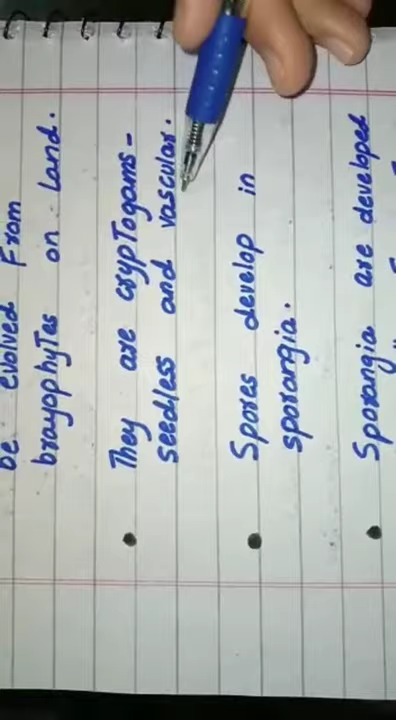 be evolved From
brayophyTes on Land.
They are crypTogams-
seedless and vascular.
Spores develop in
sporangia.
Sporangia are developed